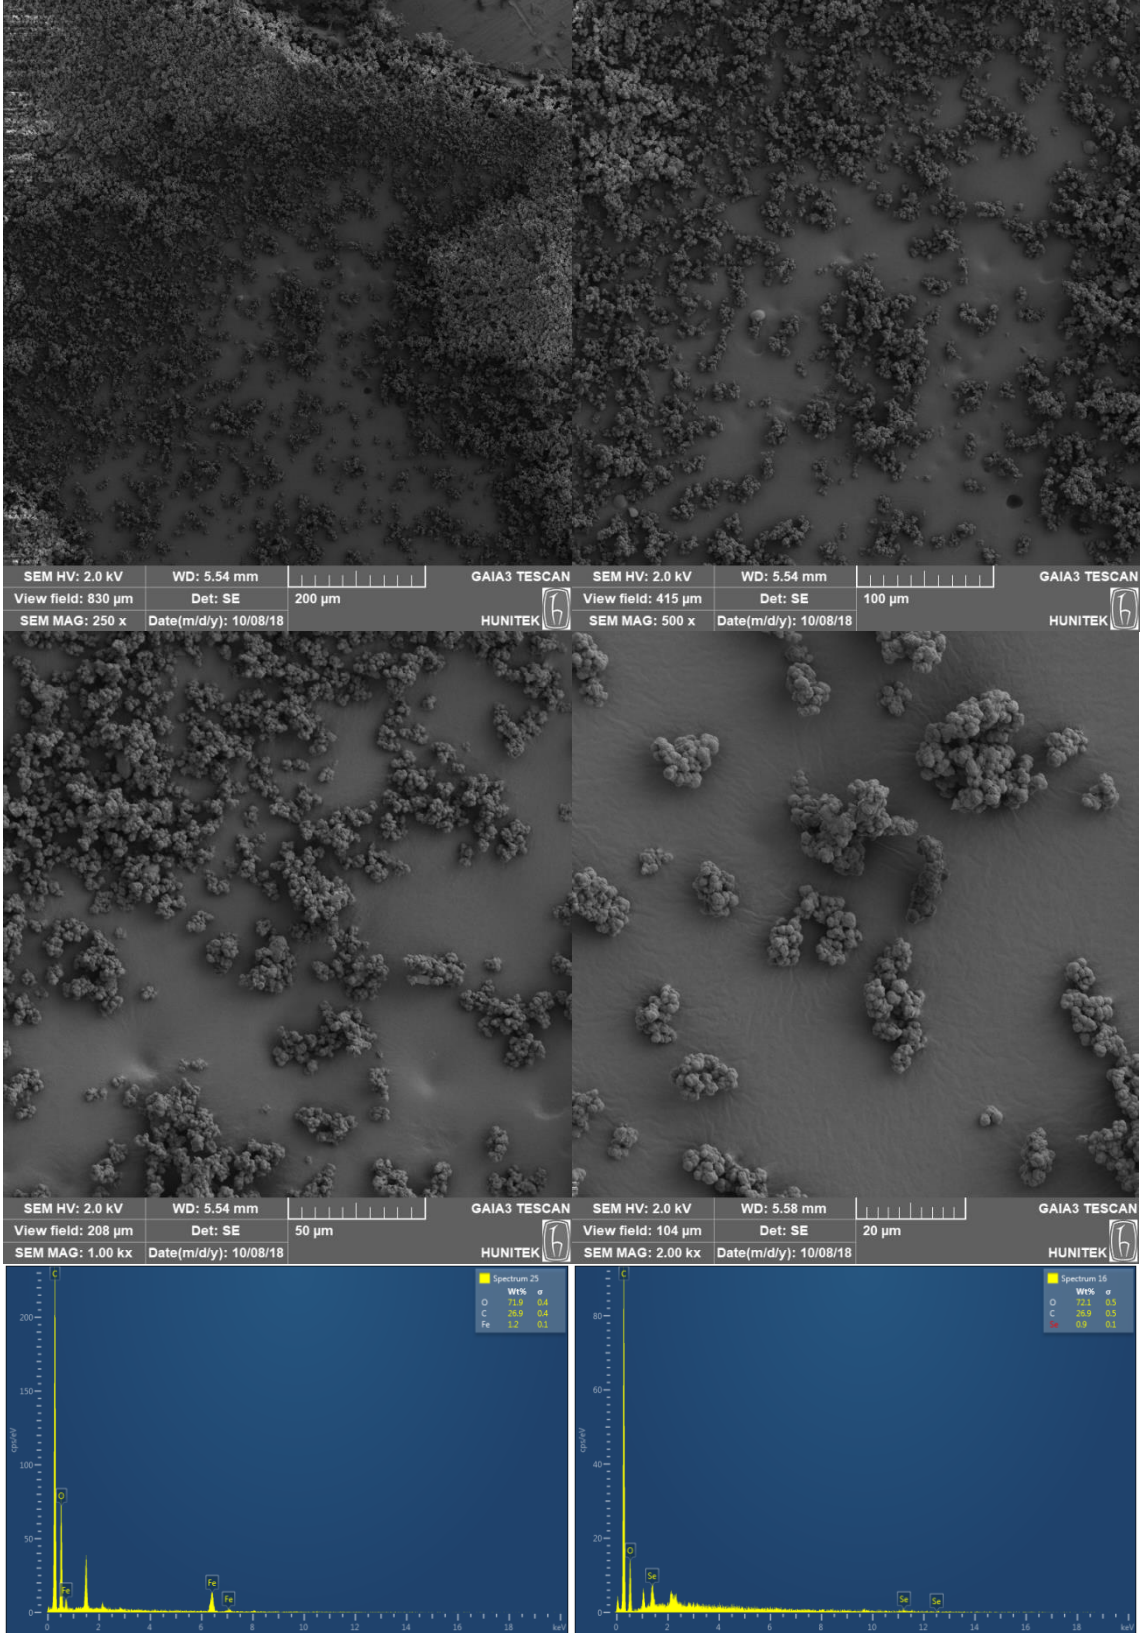 SEM HV: 2.0 kV WD: 5.54 mm GAIA3 TESCAN
View field: 830 µm Det: SE 200 µm
SEM MAG: 250 x Date(m/d/y): 10/08/18 HUNITEK
SEM HV: 2.0 kV WD: 5.54 mm GAIA3 TESCAN
View field: 415 µm Det: SE 100 µm
SEM MAG: 500 x Date(m/d/y): 10/08/18 HUNITEK
SEM HV: 2.0 kV WD: 5.54 mm GAIA3 TESCAN
View field: 208 µm Det: SE 50 µm
SEM MAG: 1.00 kx Date(m/d/y): 10/08/18 HUNITEK
SEM HV: 2.0 kV WD: 5.58 mm GAIA3 TESCAN
View field: 104 µm Det: SE 20 µm
SEM MAG: 2.00 kx Date(m/d/y): 10/08/18 HUNITEK
C
Spectrum 25
Wt% σ
O 71.9 0.4
C 26.9 0.4
Fe 1.2 0.1
200
150
100
50
0
cps/eV
O
Fe
Fe
Fe
0 2 4 6 8 10 12 14 16 18 keV
C
Spectrum 16
Wt% σ
O 72.1 0.5
C 26.9 0.5
Se 0.9 0.1
80
60
40
20
0
cps/eV
O
Se
Se
Se
0 2 4 6 8 10 12 14 16 18 keV